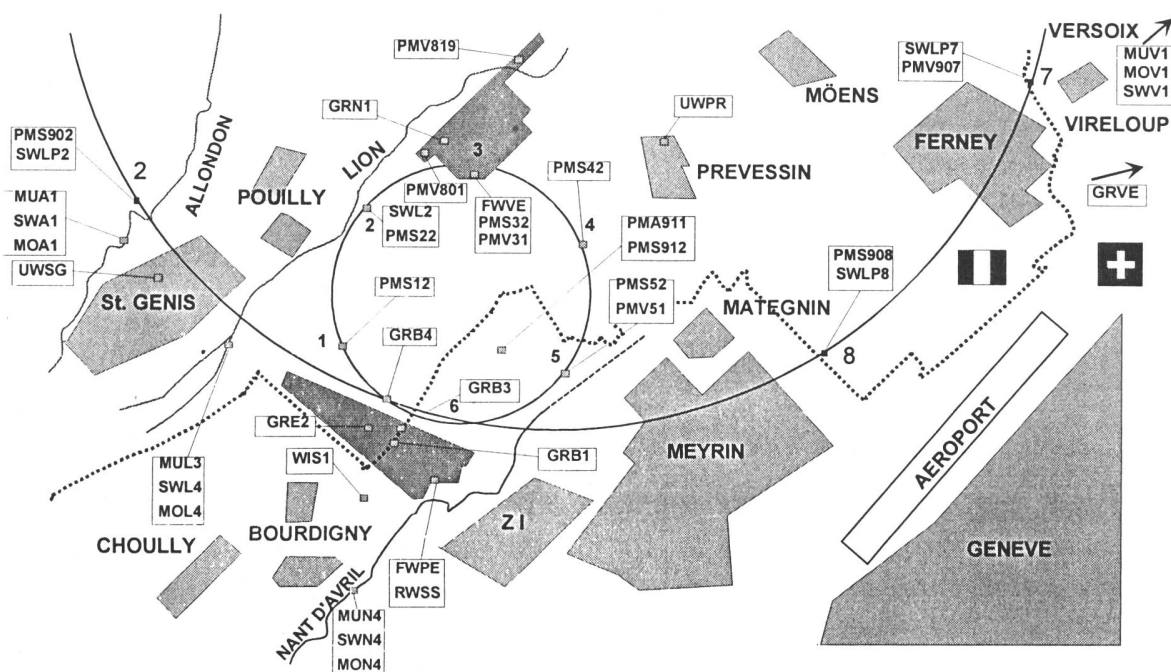 VERSOIX
PMV819
SWLP7
PMV907
7
MUV1
MOV1
SWV1
MÖENS
GRN1
UWPR
VIRELOUP
FERNEY
PMS902
SWLP2
2
ALLONDON
LION
3
PREVESSIN
PMS42
POUILLY
PMV801
GRVE
MUA1
SWA1
MOA1
2
SWL2
PMS22
FWVE
PMS32
PMV31
4
PMA911
PMS912
UWSG
St. GENIS
PMS908
SWLP8
PMS12
PMS52
PMV51
MATEGNIN
1
GRB4
5
8
GRB3
6
GRE2
AEROPORT
WIS1
GRB1
MEYRIN
MUL3
SWL4
MOL4
ZI
BOURDIGNY
CHOULLY
GENEVE
NANT D'AVRIL
FWPE
RWSS
MUN4
SWN4
MON4